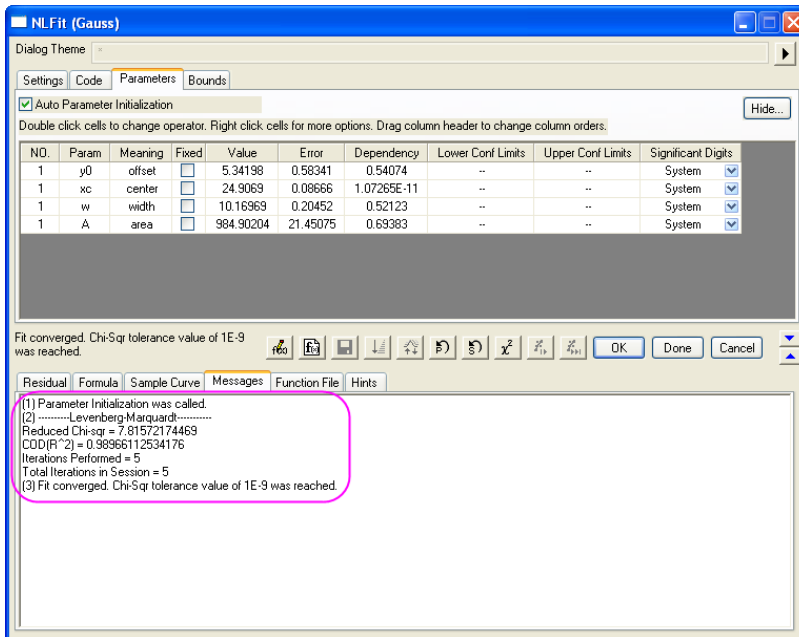 NLFit (Gauss)
Dialog Theme *
Settings Code Parameters Bounds
Auto Parameter Initialization
Hide...
Double click cells to change operator. Right click cells for more options. Drag column header to change column orders.
NO. Param Meaning Fixed Value Error Dependency Lower Conf Limits Upper Conf Limits Significant Digits
1 y0 offset 5.34198 0.58341 0.54074 -- -- System
1 xc center 24.9069 0.08666 1.07265E-11 -- -- System
1 w width 10.16969 0.20452 0.52123 -- -- System
1 A area 984.90204 21.45075 0.69383 -- -- System
Fit converged. Chi-Sqr tolerance value of 1E-9
was reached.
OK Done Cancel
Residual Formula Sample Curve Messages Function File Hints
(1) Parameter Initialization was called.
(2) ----------Levenberg-Marquardt-----------
Reduced Chi-sqr = 7.81572174469
COD(R^2) = 0.98966112534176
Iterations Performed = 5
Total Iterations in Session = 5
(3) Fit converged. Chi-Sqr tolerance value of 1E-9 was reached.